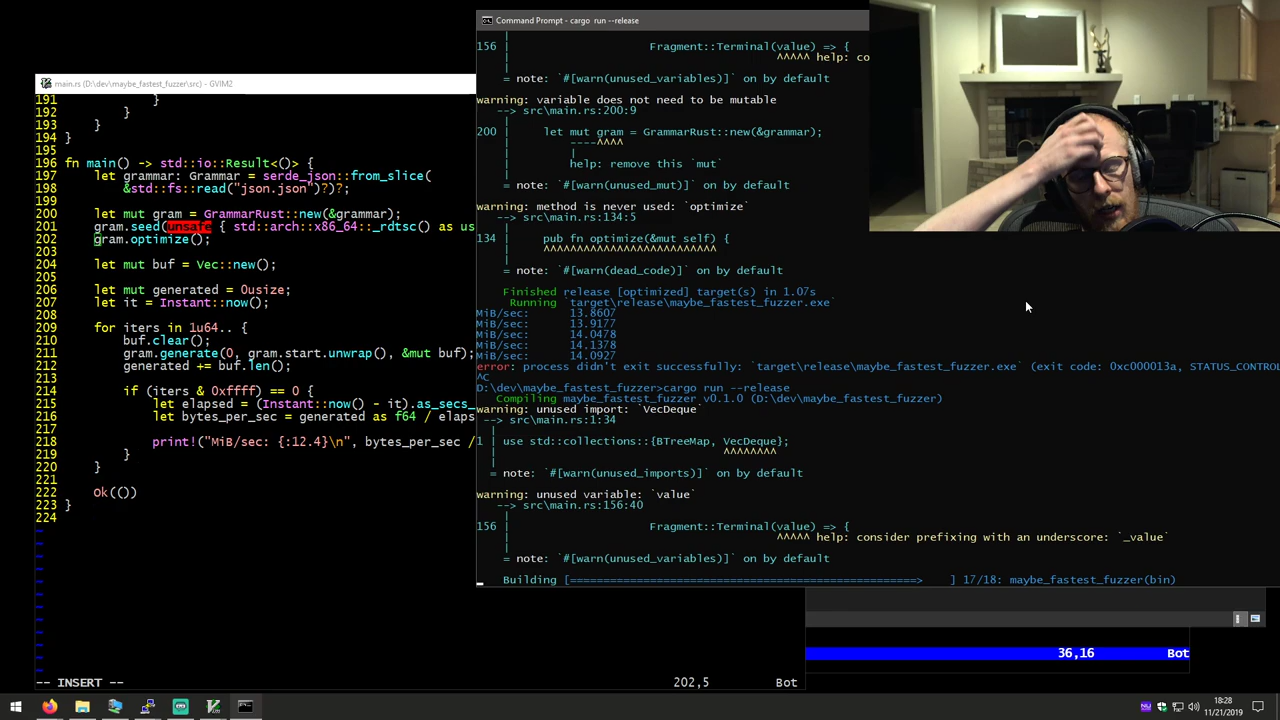 main.rs (D:\dev\maybe_fastest_fuzzer\src) - GVIM2
191             }
192         }
193     }
194 }
195
196 fn main() -> std::io::Result<()> {
197     let grammar: Grammar = serde_json::from_slice(
198         &std::fs::read("json.json")?)?;
199
200     let mut gram = GrammarRust::new(&grammar);
201     gram.seed(unsafe { std::arch::x86_64::_rdtsc() as us
202     gram.optimize();
203
204     let mut buf = Vec::new();
205
206     let mut generated = 0usize;
207     let it = Instant::now();
208
209     for iters in 1u64.. {
210         buf.clear();
211         gram.generate(0, gram.start.unwrap(), &mut buf);
212         generated += buf.len();
213
214         if (iters & 0xffff) == 0 {
215             let elapsed = (Instant::now() - it).as_secs_
216             let bytes_per_sec = generated as f64 / elaps
217
218             print!("MiB/sec: {:12.4}\n", bytes_per_sec /
219         }
220     }
221
222     Ok(())
223 }
224
~
~
~
~
~
~
~
~
~
~
~
~
-- INSERT --                202,5         Bot
Command Prompt - cargo  run --release
    |
156 |                     Fragment::Terminal(value) => {
    |                                        ^^^^^ help: co
    |
    = note: `#[warn(unused_variables)]` on by default
warning: variable does not need to be mutable
   --> src\main.rs:200:9
    |
200 |     let mut gram = GrammarRust::new(&grammar);
    |         ----^^^^
    |         |
    |         help: remove this `mut`
    |
    = note: `#[warn(unused_mut)]` on by default
warning: method is never used: `optimize`
   --> src\main.rs:134:5
    |
134 |     pub fn optimize(&mut self) {
    |     ^^^^^^^^^^^^^^^^^^^^^^^^^^
    |
    = note: `#[warn(dead_code)]` on by default
    Finished release [optimized] target(s) in 1.07s
     Running `target\release\maybe_fastest_fuzzer.exe`
MiB/sec:      13.8607
MiB/sec:      13.9177
MiB/sec:      14.0478
MiB/sec:      14.1378
MiB/sec:      14.0927
error: process didn't exit successfully: `target\release\maybe_fastest_fuzzer.exe` (exit code: 0xc000013a, STATUS_CONTROL
^C
D:\dev\maybe_fastest_fuzzer>cargo run --release
   Compiling maybe_fastest_fuzzer v0.1.0 (D:\dev\maybe_fastest_fuzzer)
warning: unused import: `VecDeque`
 --> src\main.rs:1:34
  |
1 | use std::collections::{BTreeMap, VecDeque};
  |                                  ^^^^^^^^
  |
  = note: `#[warn(unused_imports)]` on by default
warning: unused variable: `value`
   --> src\main.rs:156:40
    |
156 |                     Fragment::Terminal(value) => {
    |                                        ^^^^^ help: consider prefixing with an underscore: `_value`
    |
    = note: `#[warn(unused_variables)]` on by default
    Building [=====================================================>    ] 17/18: maybe_fastest_fuzzer(bin)
36,16         Bot
18:28
11/21/2019